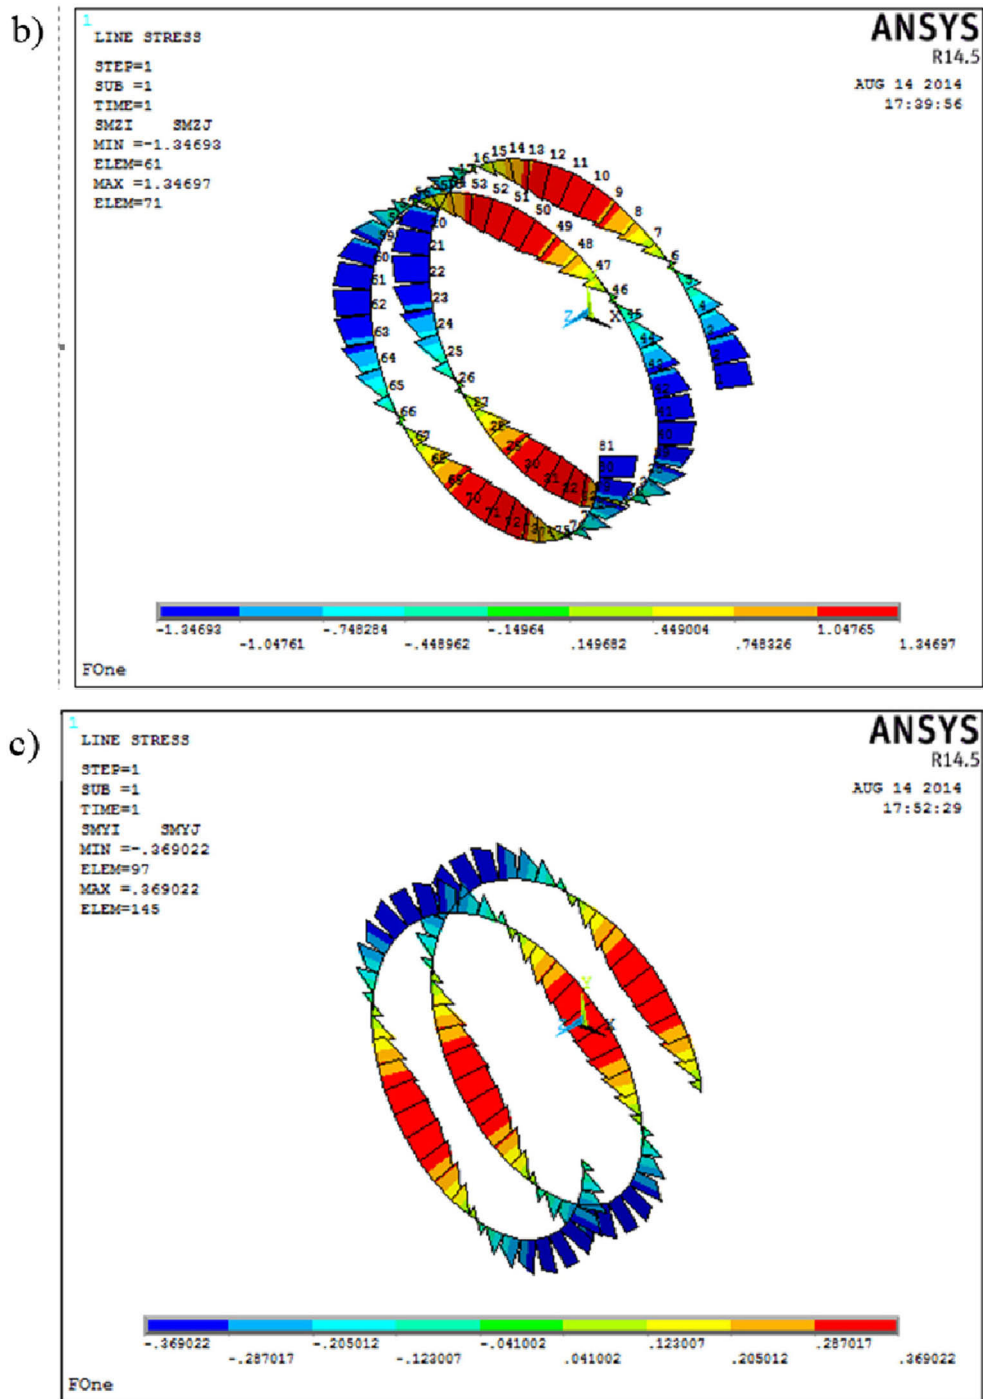 b)
1
LINE STRESS
STEP=1
SUB =1
TIME=1
SMZI SMZJ
MIN =-1.34693
ELEM=61
MAX =1.34697
ELEM=71
ANSYS
R14.5
AUG 14 2014
17:39:56
16 15 14 13 12 11 10 9 8 7 6
53 52 51 50 49 48 47 46 45
20 21 22 23 24 25 26 27
60 61 62 63 64 65 66 67
30 31 32
70 71
81
Z X
-1.34693 -1.04761 -.748284 -.448962 -.14964 .149682 .449004 .748326 1.04765 1.34697
FOne
c)
1
LINE STRESS
STEP=1
SUB =1
TIME=1
SMYI SMYJ
MIN =-.369022
ELEM=97
MAX =.369022
ELEM=145
ANSYS
R14.5
AUG 14 2014
17:52:29
Y
Z X
-.369022 -.287017 -.205012 -.123007 -.041002 .041002 .123007 .205012 .287017 .369022
FOne